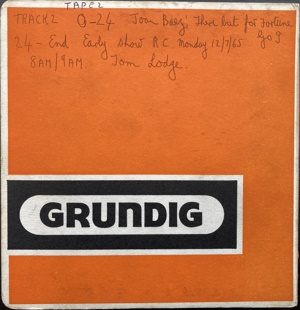 TAPE 2
TRACK 2 0-24 Joan Baez, There but for Fortune
24 - End Early Show R.C. Monday 12/7/65
8AM/9AM Tom Lodge.
GRUNDIG